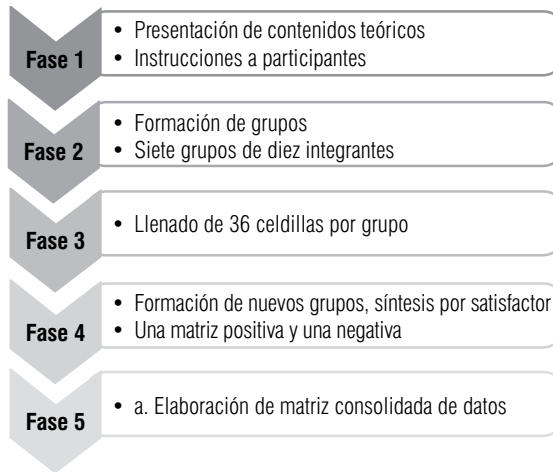 Fase 1
• Presentación de contenidos teóricos
• Instrucciones a participantes
Fase 2
• Formación de grupos
• Siete grupos de diez integrantes
Fase 3
• Llenado de 36 celdillas por grupo
Fase 4
• Formación de nuevos grupos, síntesis por satisfactor
• Una matriz positiva y una negativa
Fase 5
• a. Elaboración de matriz consolidada de datos